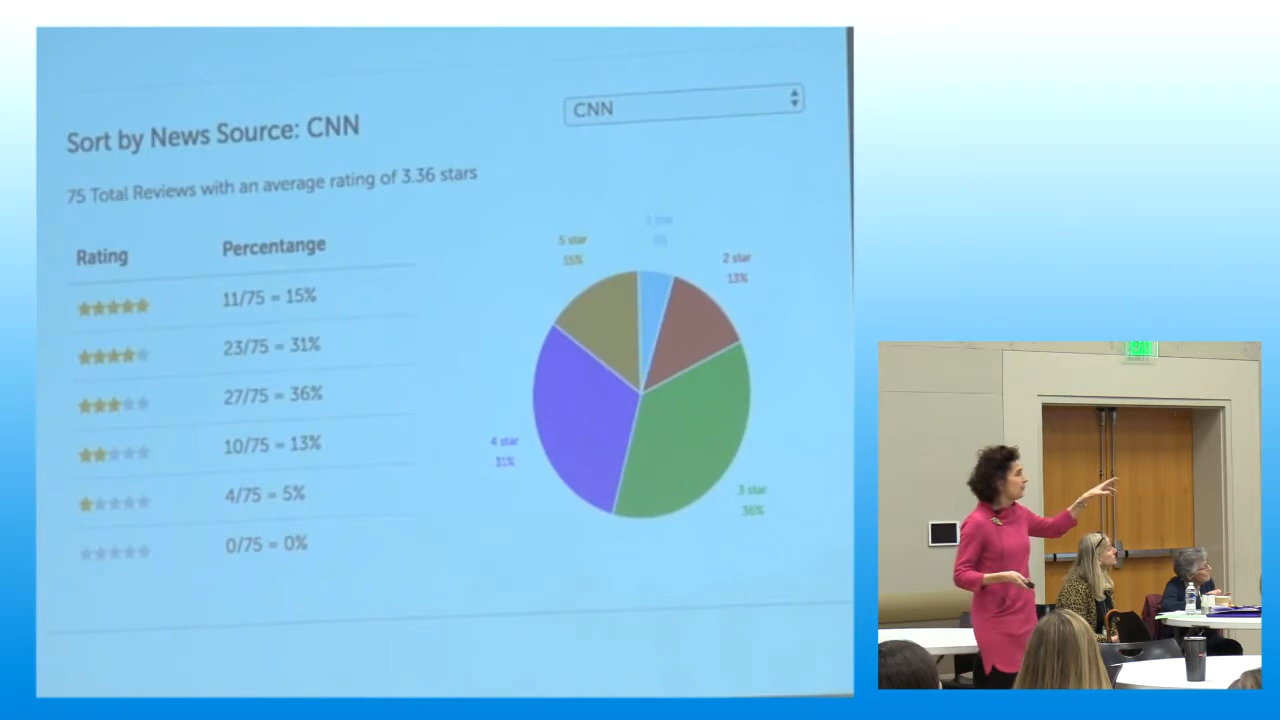 CNN
Sort by News Source: CNN
75 Total Reviews with an average rating of 3.36 stars
Rating Percentange
11/75 = 15%
23/75 = 31%
27/75 = 36%
10/75 = 13%
4/75 = 5%
0/75 = 0%
5 star
15%
2 star
13%
4 star
31%
3 star
36%